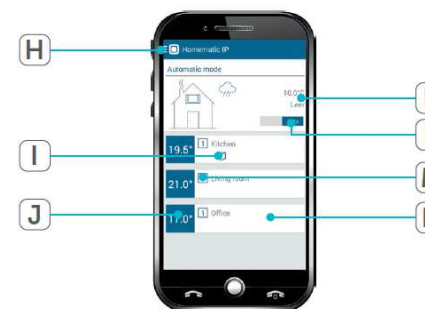 H
Homematic IP
Automatic mode
10.0°
Leer
I
19.5°
1 Kitchen
21.0°
Living room
J
17.0°
1 Office